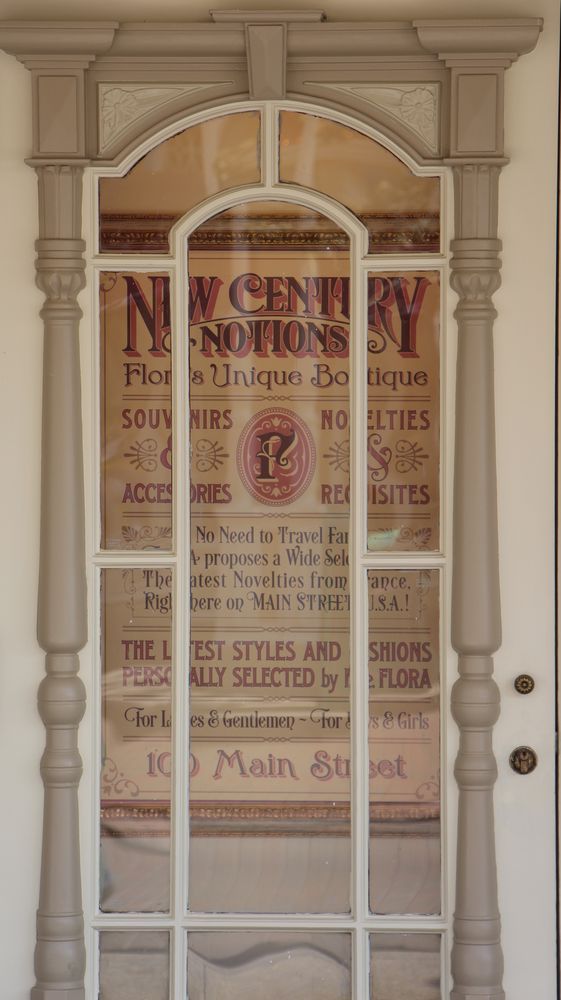 NEW CENTURY
& NOTIONS
Flora's Unique Boutique
SOUVENIRS NOVELTIES
& F &
ACCESSORIES REQUISITES
No Need to Travel Far
proposes a Wide
The Latest Novelties from France,
Right here on MAIN STREET U.S.A.!
THE LATEST STYLES AND FASHIONS
PERSONALLY SELECTED by FLORA
For Ladies & Gentlemen ~ For Boys & Girls
100 Main Street